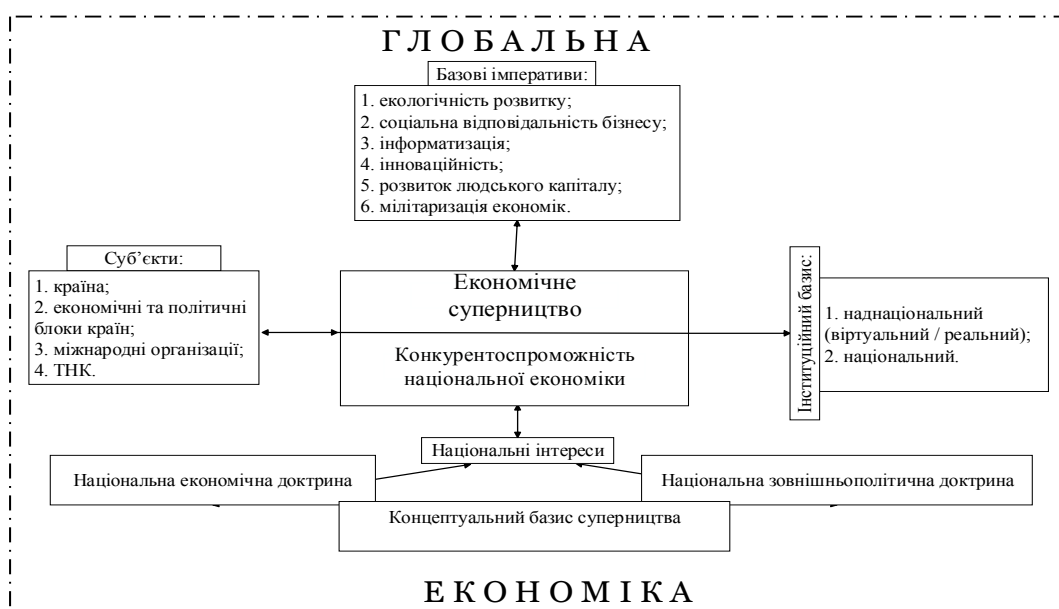 Г Л О Б А Л Ь Н А
Базові імперативи:
1. екологічність розвитку;
2. соціальна відповідальність бізнесу;
3. інформатизація;
4. інноваційність;
5. розвиток людського капіталу;
6. мілітаризація економік.
Суб’єкти:
1. країна;
2. економічні та політичні
блоки країн;
3. міжнародні організації;
4. ТНК.
Економічне
суперництво
Конкурентоспроможність
національної економіки
Інституційний базис:
1. наднаціональний
(віртуальний / реальний);
2. національний.
Національні інтереси
Національна економічна доктрина
Національна зовнішньополітична доктрина
Концептуальний базис суперництва
Е К О Н О М І К А